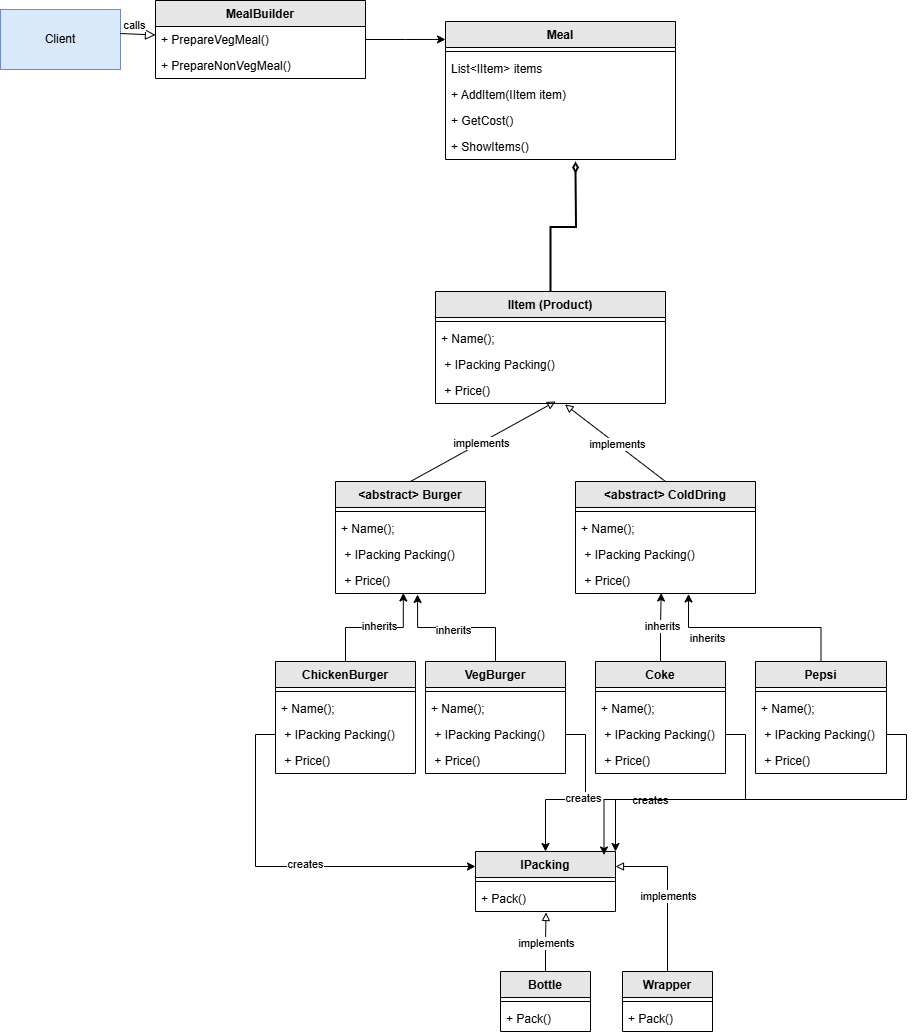 Client
calls
MealBuilder
+ PrepareVegMeal()
+ PrepareNonVegMeal()
Meal
List<IItem> items
+ AddItem(IItem item)
+ GetCost()
+ ShowItems()
IItem (Product)
+ Name();
+ IPacking Packing()
+ Price()
implements
implements
<abstract> Burger
+ Name();
+ IPacking Packing()
+ Price()
<abstract> ColdDring
+ Name();
+ IPacking Packing()
+ Price()
inherits
inherits
inherits
inherits
ChickenBurger
+ Name();
+ IPacking Packing()
+ Price()
VegBurger
+ Name();
+ IPacking Packing()
+ Price()
Coke
+ Name();
+ IPacking Packing()
+ Price()
Pepsi
+ Name();
+ IPacking Packing()
+ Price()
creates
creates
creates
IPacking
+ Pack()
implements
implements
Bottle
+ Pack()
Wrapper
+ Pack()